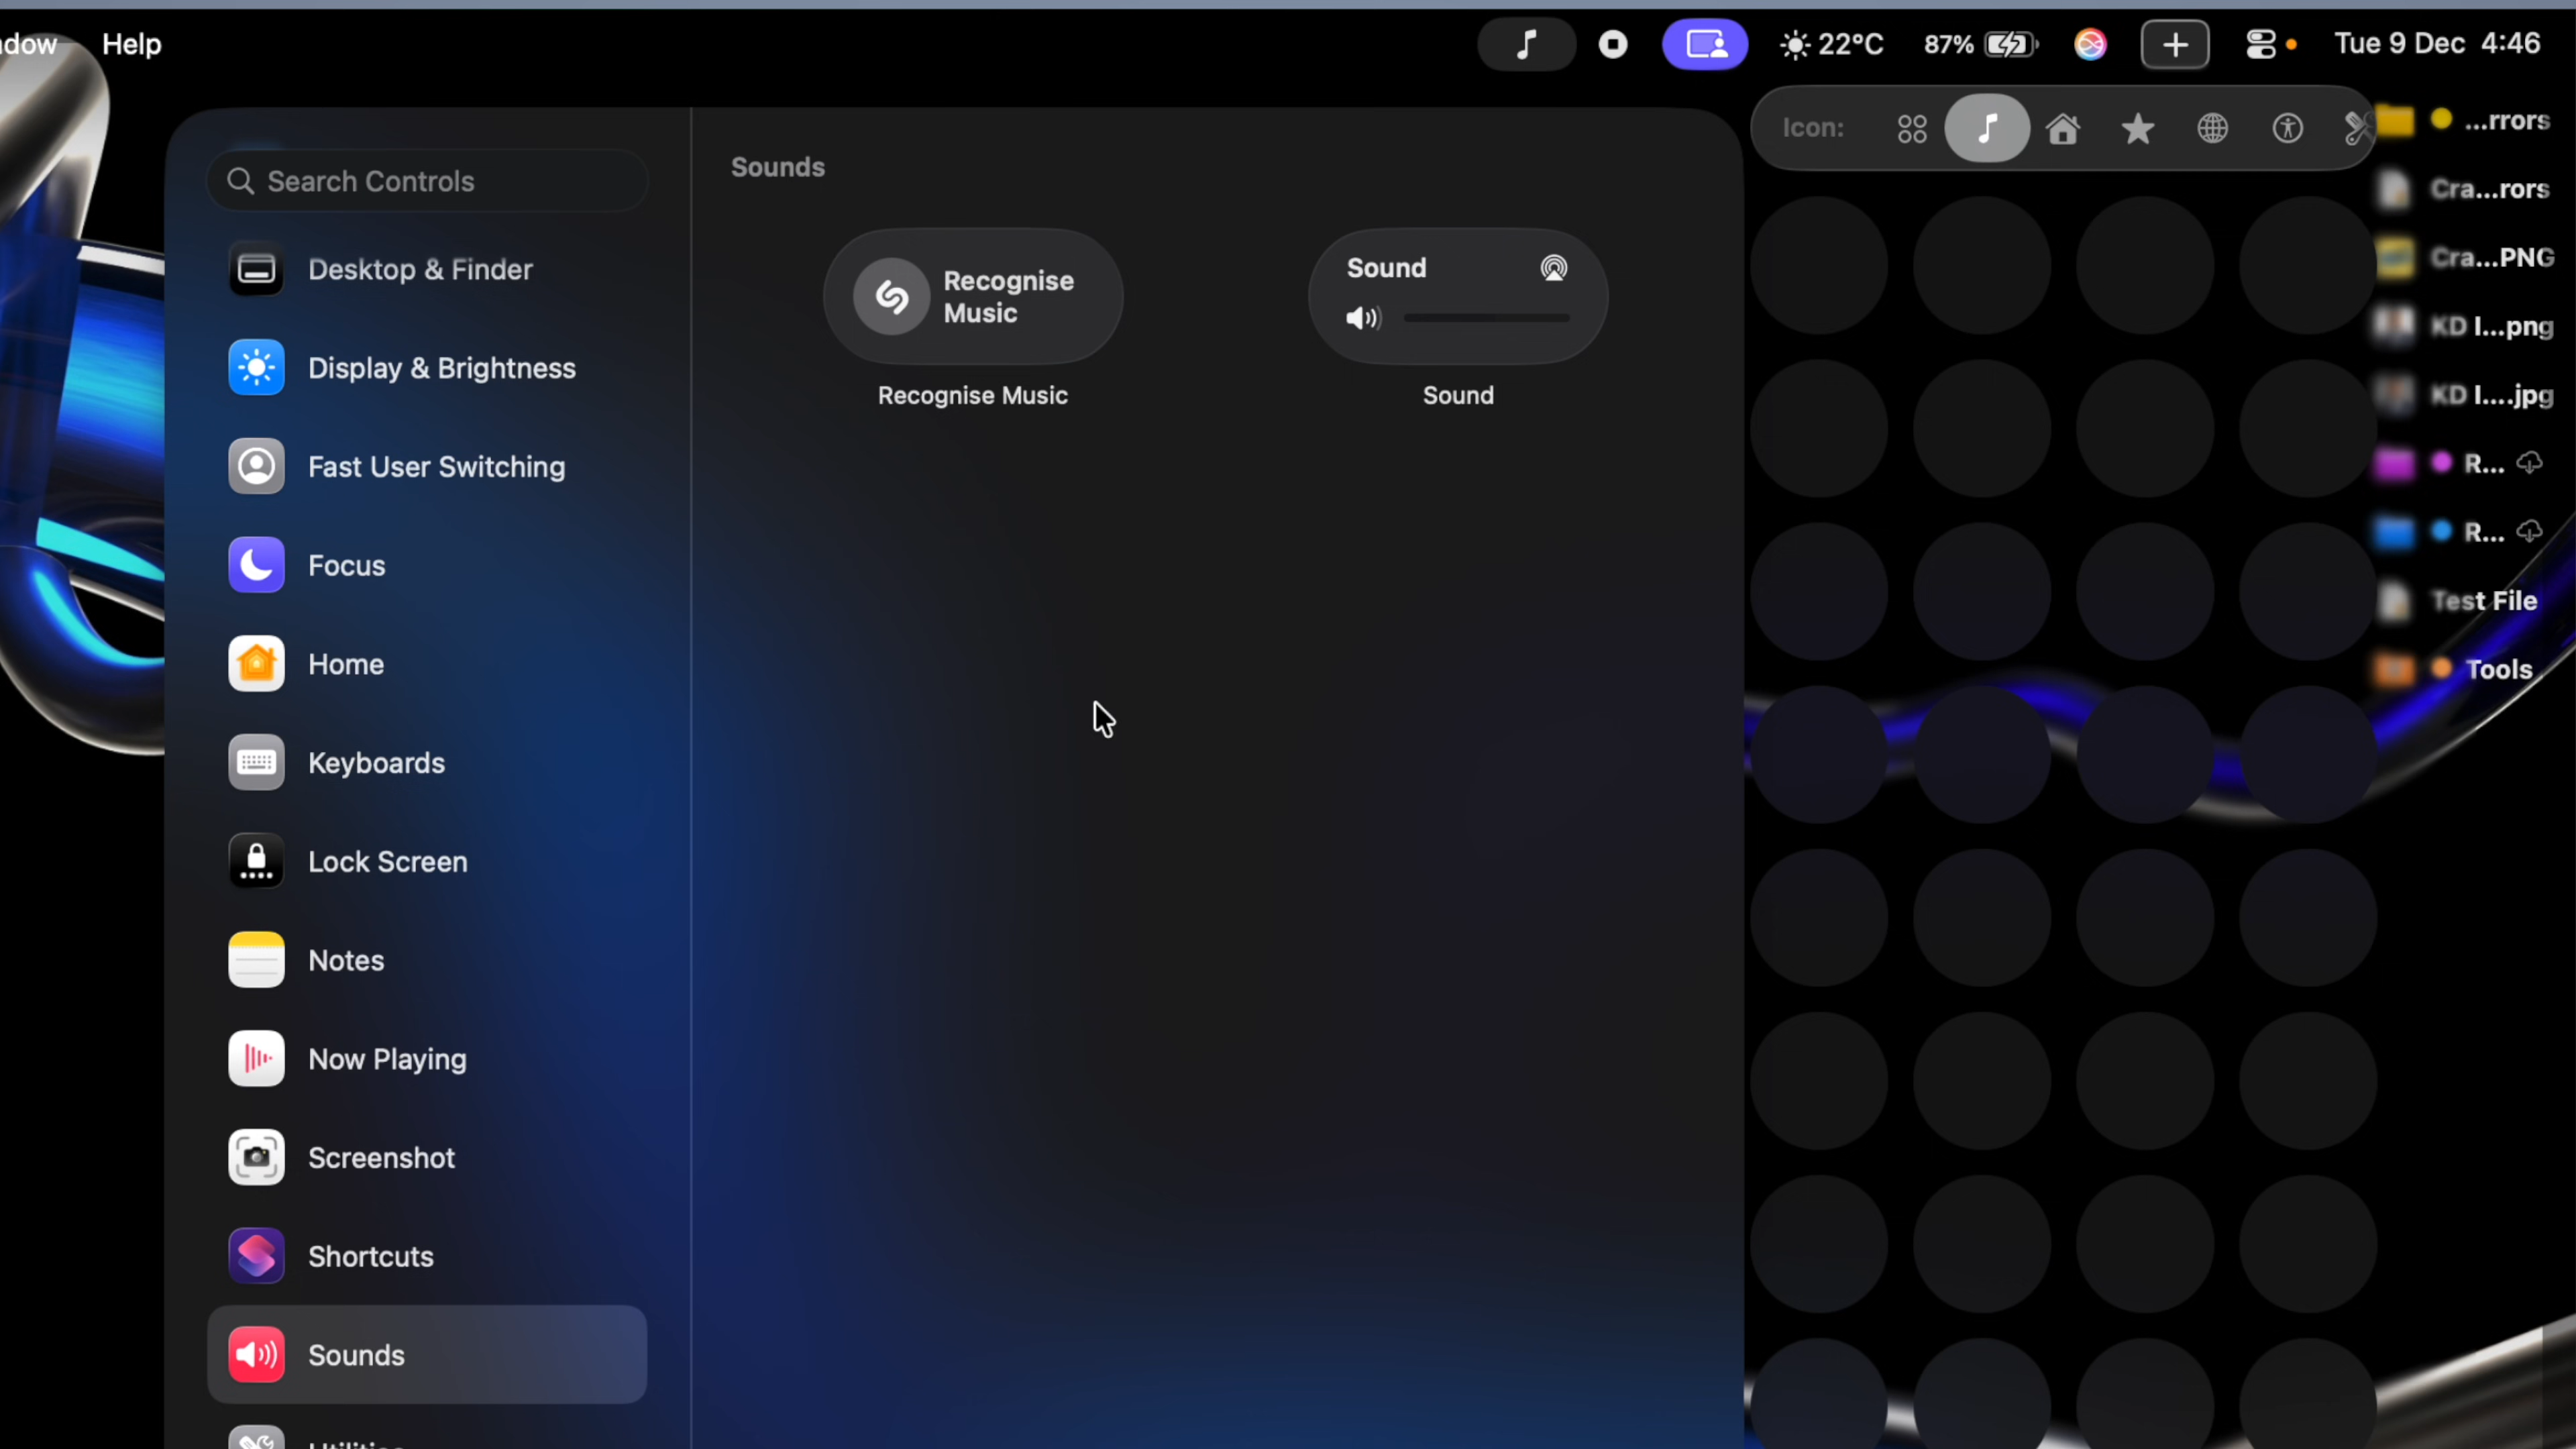 Help
22°C
87%
Tue 9 Dec 4:46
Search Controls
Desktop & Finder
Display & Brightness
Fast User Switching
Focus
Home
Keyboards
Lock Screen
Notes
Now Playing
Screenshot
Shortcuts
Sounds
Sounds
Recognise
Music
Recognise Music
Sound
Sound
Icon:
...rrors
Cra...rors
Cra...PNG
KD I...png
KD I....jpg
R...
R...
Test File
Tools